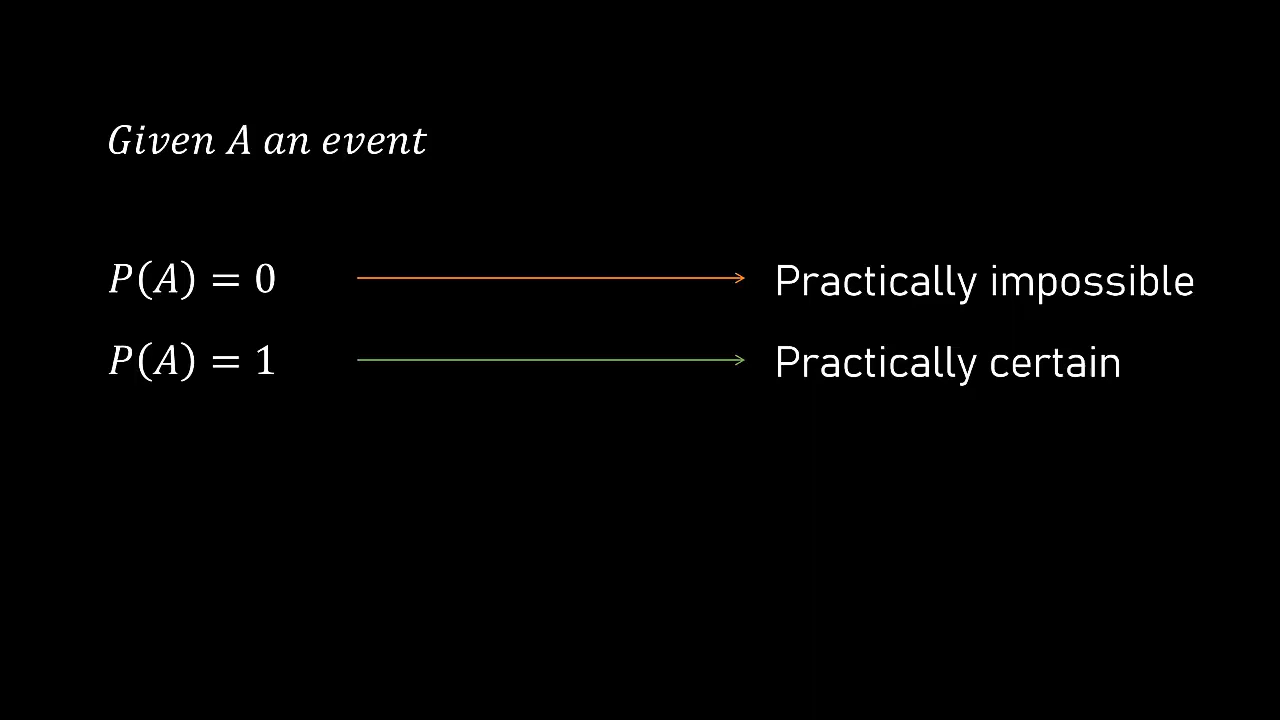 Given A an event
P(A) = 0 Practically impossible
P(A) = 1 Practically certain